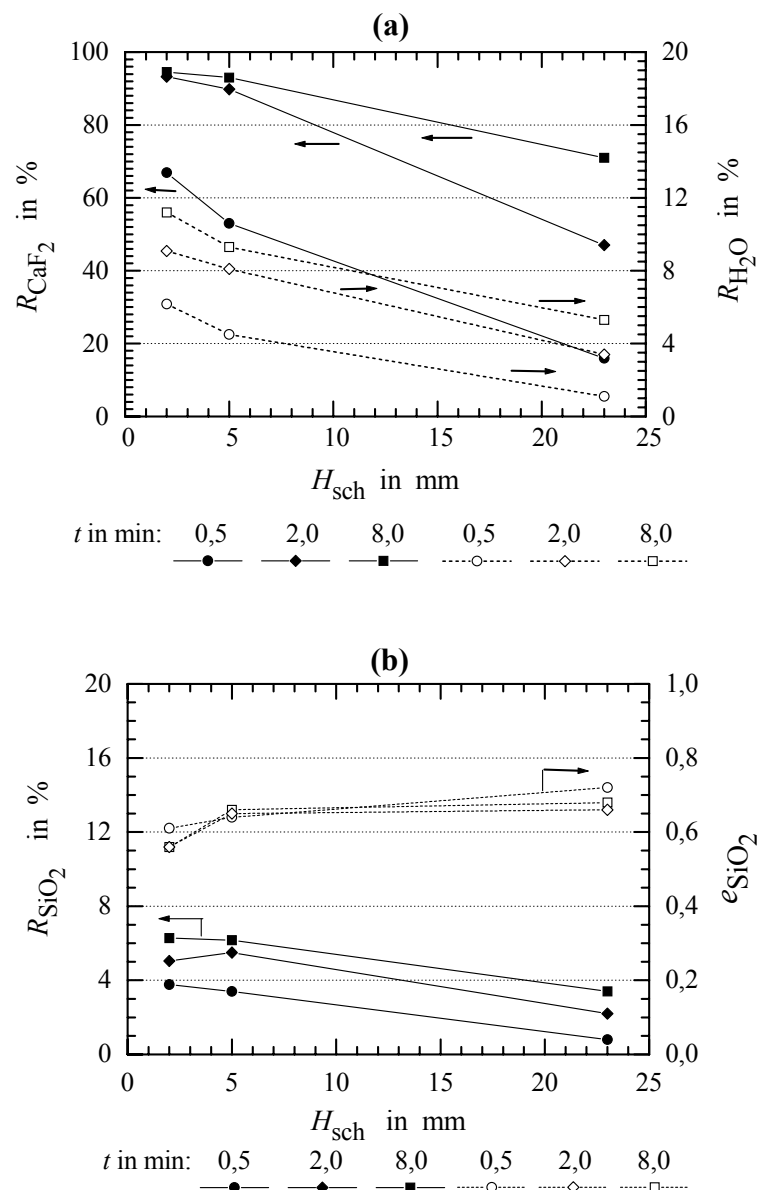 (a)
100
80
60
40
20
0
20
16
12
8
4
0
R_CaF2 in %
R_H2O in %
0 5 10 15 20 25
H_sch in mm
t in min: 0,5 2,0 8,0 0,5 2,0 8,0
(b)
20
16
12
8
4
0
1,0
0,8
0,6
0,4
0,2
0,0
R_SiO2 in %
e_SiO2
0 5 10 15 20 25
H_sch in mm
t in min: 0,5 2,0 8,0 0,5 2,0 8,0